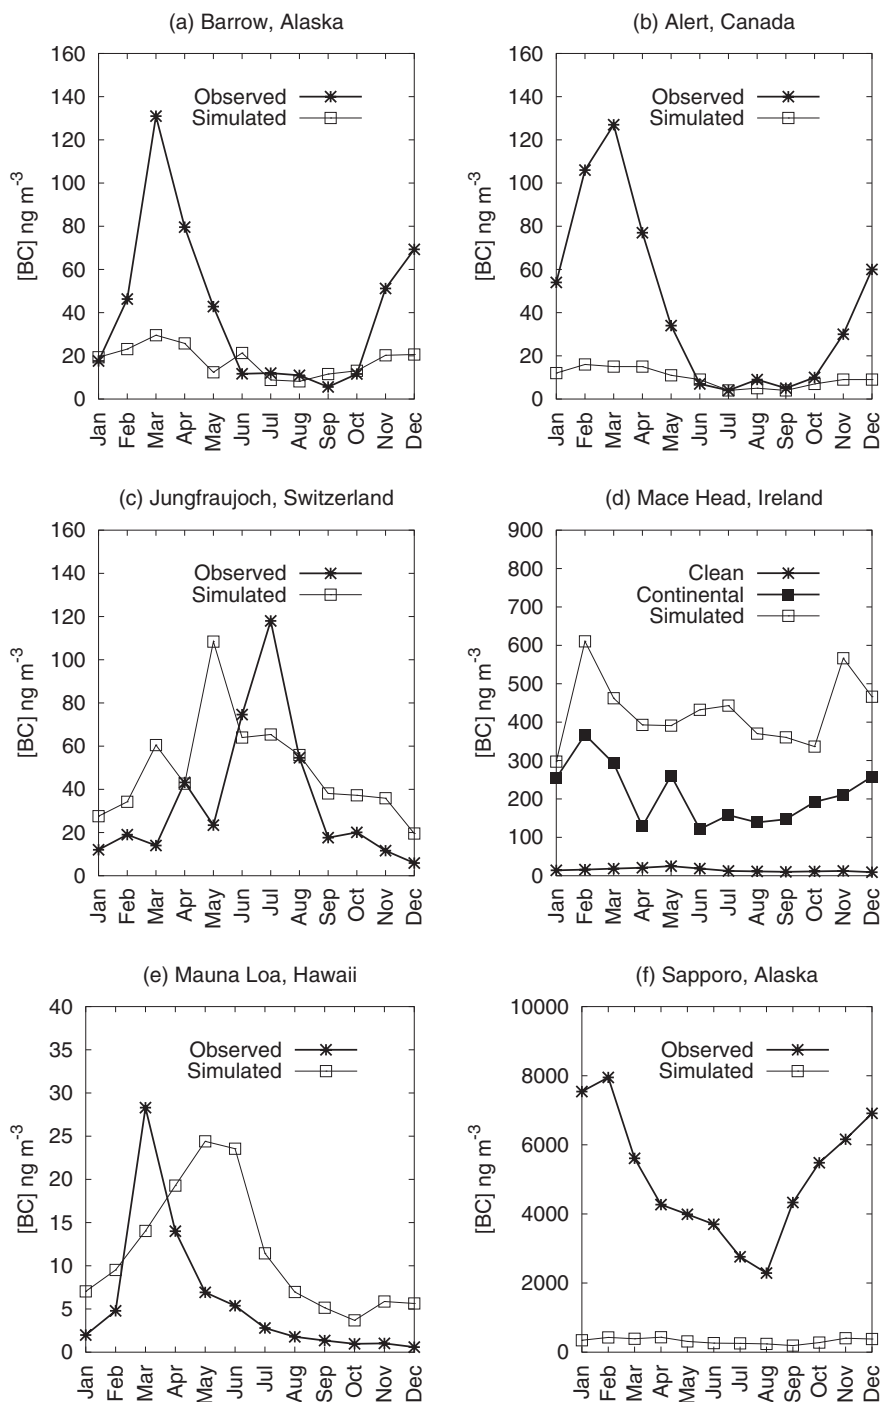 (a) Barrow, Alaska
160
140
120
100
80
60
40
20
0
[BC] ng m-3
Observed
Simulated
Jan Feb Mar Apr May Jun Jul Aug Sep Oct Nov Dec
(b) Alert, Canada
160
140
120
100
80
60
40
20
0
[BC] ng m-3
Observed
Simulated
Jan Feb Mar Apr May Jun Jul Aug Sep Oct Nov Dec
(c) Jungfraujoch, Switzerland
160
140
120
100
80
60
40
20
0
[BC] ng m-3
Observed
Simulated
Jan Feb Mar Apr May Jun Jul Aug Sep Oct Nov Dec
(d) Mace Head, Ireland
900
800
700
600
500
400
300
200
100
0
[BC] ng m-3
Clean
Continental
Simulated
Jan Feb Mar Apr May Jun Jul Aug Sep Oct Nov Dec
(e) Mauna Loa, Hawaii
40
35
30
25
20
15
10
5
0
[BC] ng m-3
Observed
Simulated
Jan Feb Mar Apr May Jun Jul Aug Sep Oct Nov Dec
(f) Sapporo, Alaska
10000
8000
6000
4000
2000
0
[BC] ng m-3
Observed
Simulated
Jan Feb Mar Apr May Jun Jul Aug Sep Oct Nov Dec